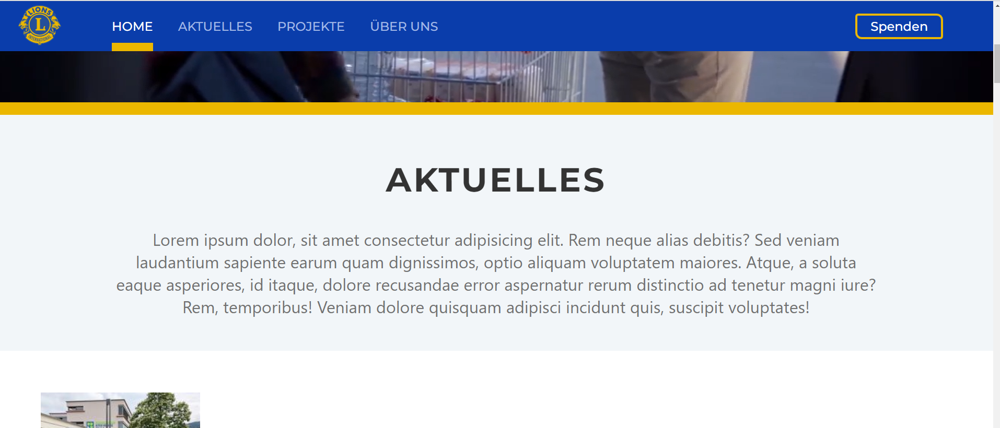 LIONS
L
INTERNATIONAL
HOME AKTUELLES PROJEKTE ÜBER UNS Spenden
AKTUELLES
Lorem ipsum dolor, sit amet consectetur adipisicing elit. Rem neque alias debitis? Sed veniam
laudantium sapiente earum quam dignissimos, optio aliquam voluptatem maiores. Atque, a soluta
eaque asperiores, id itaque, dolore recusandae error aspernatur rerum distinctio ad tenetur magni iure?
Rem, temporibus! Veniam dolore quisquam adipisci incidunt quis, suscipit voluptates!